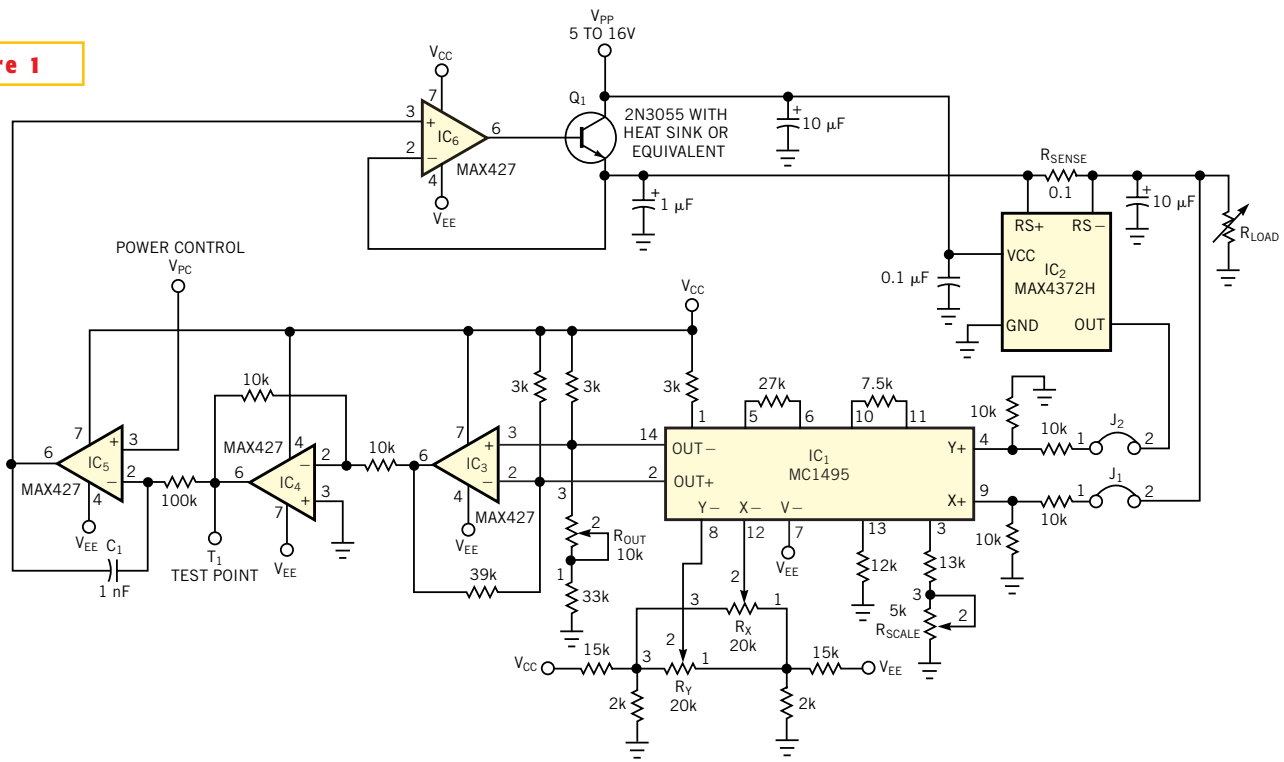 re 1
VPP
5 TO 16V
VCC
Q1
2N3055 WITH
HEAT SINK OR
EQUIVALENT
+
10 µF
3
+
7
6
IC6
2
−
4
MAX427
VEE
+
1 µF
RSENSE
0.1
+
10 µF
RLOAD
RS+
RS−
VCC
IC2
MAX4372H
GND
OUT
0.1 µF
POWER CONTROL
VPC
VCC
10k
3k
3k
3k
27k
7.5k
1
5
6
10
11
10k
10k
1
J2
2
7
+
3
6
IC5
2
−
MAX427
4
VEE
C1
1 nF
100k
MAX427
4
2
−
6
IC4
+
3
7
VEE
T1
TEST POINT
10k
7
3
+
6
IC3
−
2
4
MAX427
VEE
39k
14
OUT−
2
OUT+
IC1
MC1495
Y+
4
X+
9
Y−
X−
V−
8
12
7
VEE
13
3
1
J1
2
10k
10k
3
2
ROUT
10k
1
33k
12k
13k
3
5k
2
RSCALE
3
2
1
RX
20k
VCC
15k
3
2
1
RY
20k
15k
VEE
2k
2k